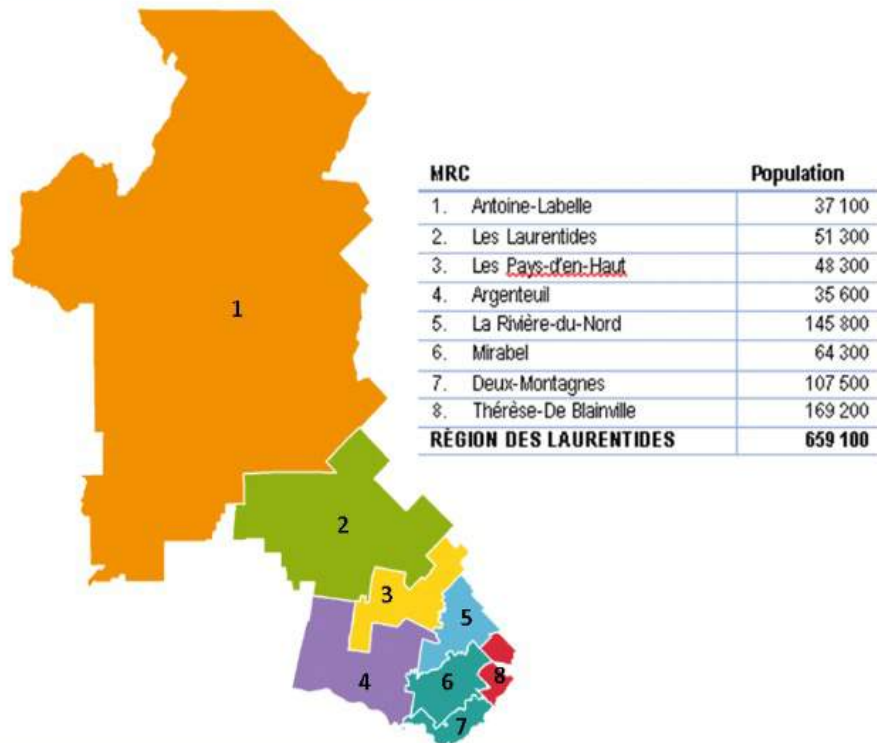 MRC Population
1. Antoine-Labelle 37 100
2. Les Laurentides 51 300
3. Les Pays-d'en-Haut 48 300
4. Argenteuil 35 600
5. La Rivière-du-Nord 145 800
6. Mirabel 64 300
7. Deux-Montagnes 107 500
8. Thérèse-De Blainville 169 200
RÉGION DES LAURENTIDES 659 100
1
2
3
5
4
6
8
7